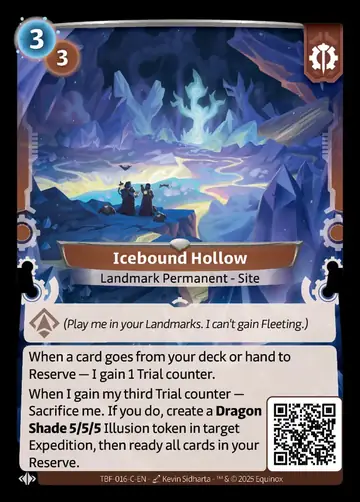 3
3
Icebound Hollow
Landmark Permanent - Site
(Play me in your Landmarks. I can't gain Fleeting.)
When a card goes from your deck or hand to
Reserve — I gain 1 Trial counter.
When I gain my third Trial counter —
Sacrifice me. If you do, create a Dragon
Shade 5/5/5 Illusion token in target
Expedition, then ready all cards in your
Reserve.
TBF-016-C-EN - Kevin Sidharta - ™ & © 2025 Equinox